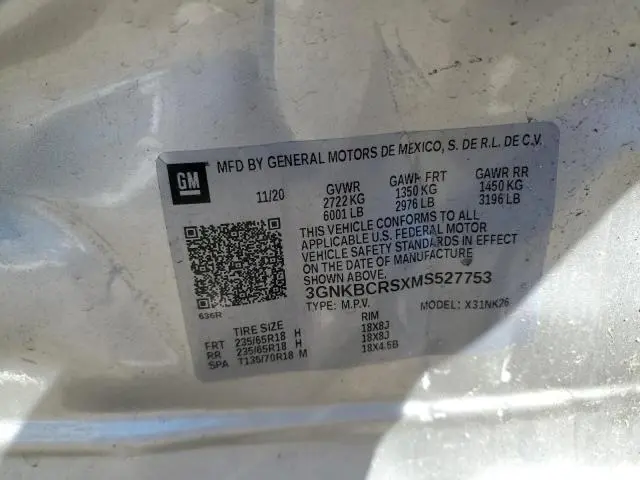 GM
MFD BY GENERAL MOTORS DE MEXICO, S. DE R.L. DE C.V.
11/20 GVWR GAWR FRT GAWR RR
2722 KG 1350 KG 1450 KG
6001 LB 2976 LB 3196 LB
THIS VEHICLE CONFORMS TO ALL
APPLICABLE U.S. FEDERAL MOTOR
VEHICLE SAFETY STANDARDS IN EFFECT
ON THE DATE OF MANUFACTURE
SHOWN ABOVE.
3GNKBCRSXMS527753
636R TYPE: M.P.V. MODEL: X31NK26
TIRE SIZE RIM
FRT 235/65R18 H 18X8J
RR 235/65R18 H 18X8J
SPA T135/70R18 M 18X4.5B